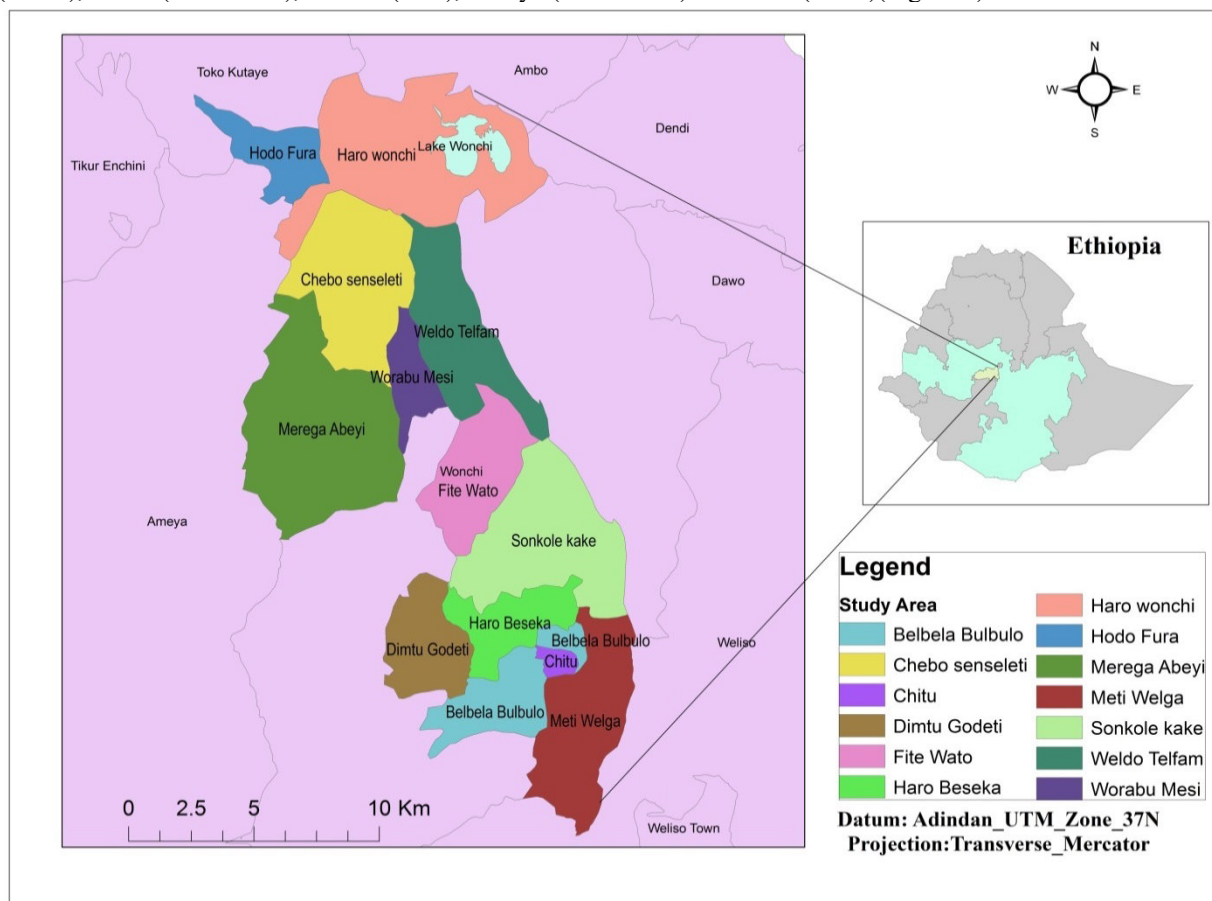 N
W E
S
Toko Kutaye
Ambo
Dendi
Tikur Enchini
Hodo Fura
Haro wonchi
Lake Wonchi
Dawo
Chebo senseleti
Weldo Telfam
Worabu Mesi
Merega Abeyi
Wonchi
Fite Wato
Ameya
Sonkole kake
Haro Beseka
Belbela Bulbulo
Dimtu Godeti
Chitu
Weliso
Belbela Bulbulo
Meti Welga
Weliso Town
0 2.5 5 10 Km
Ethiopia
Legend
Study Area
Belbela Bulbulo
Chebo senseleti
Chitu
Dimtu Godeti
Fite Wato
Haro Beseka
Haro wonchi
Hodo Fura
Merega Abeyi
Meti Welga
Sonkole kake
Weldo Telfam
Worabu Mesi
Datum: Adindan_UTM_Zone_37N
Projection:Transverse_Mercator